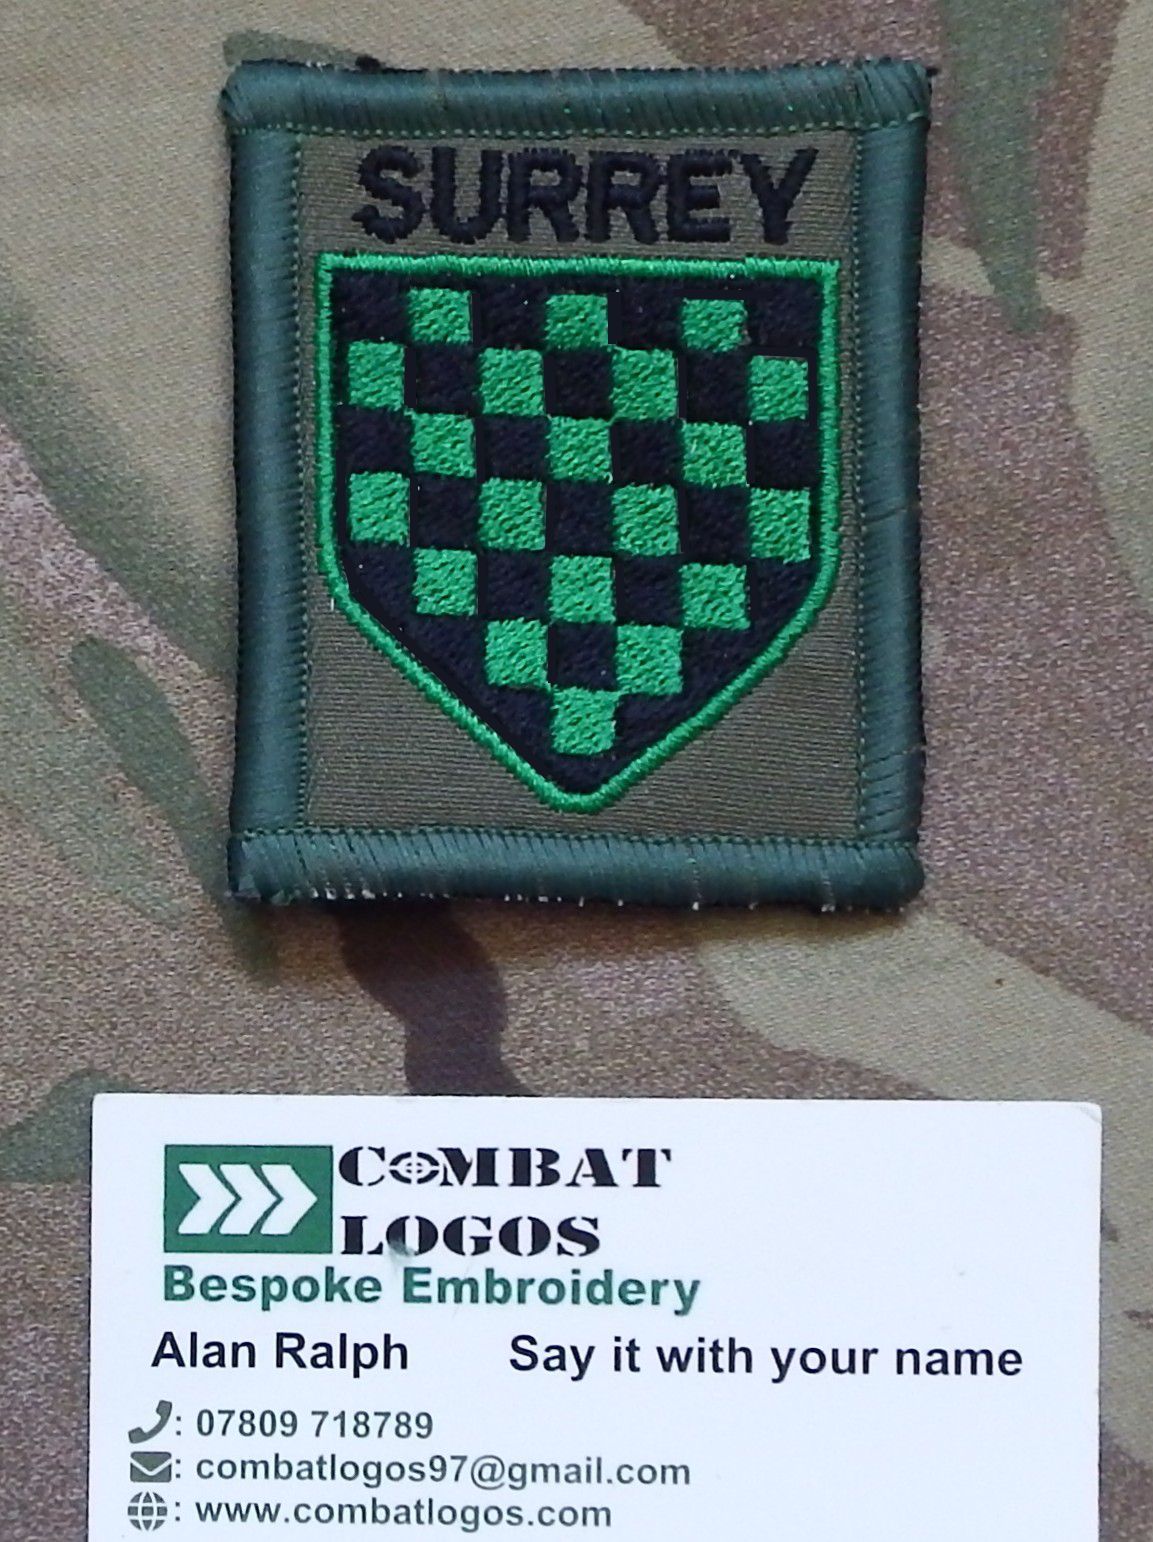 SURREY
COMBAT
LOGOS
Bespoke Embroidery
Alan Ralph Say it with your name
: 07809 718789
: combatlogos97@gmail.com
: www.combatlogos.com